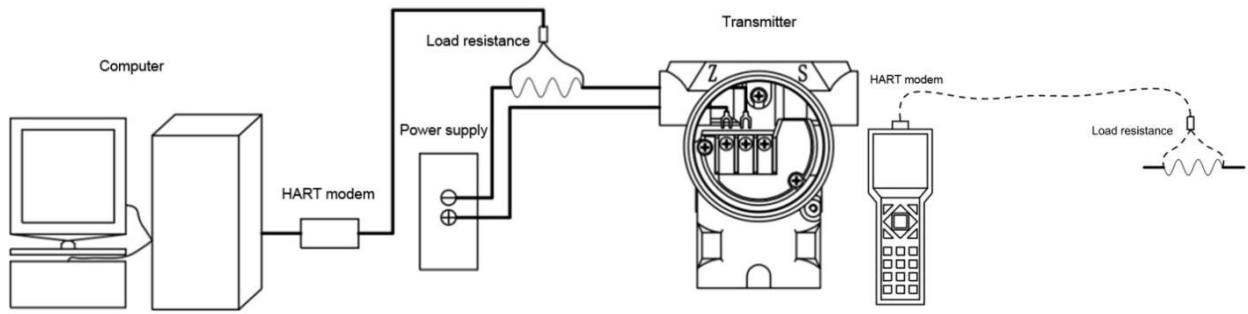 Computer
HART modem
Power supply
Load resistance
Transmitter
Z
S
HART modem
Load resistance